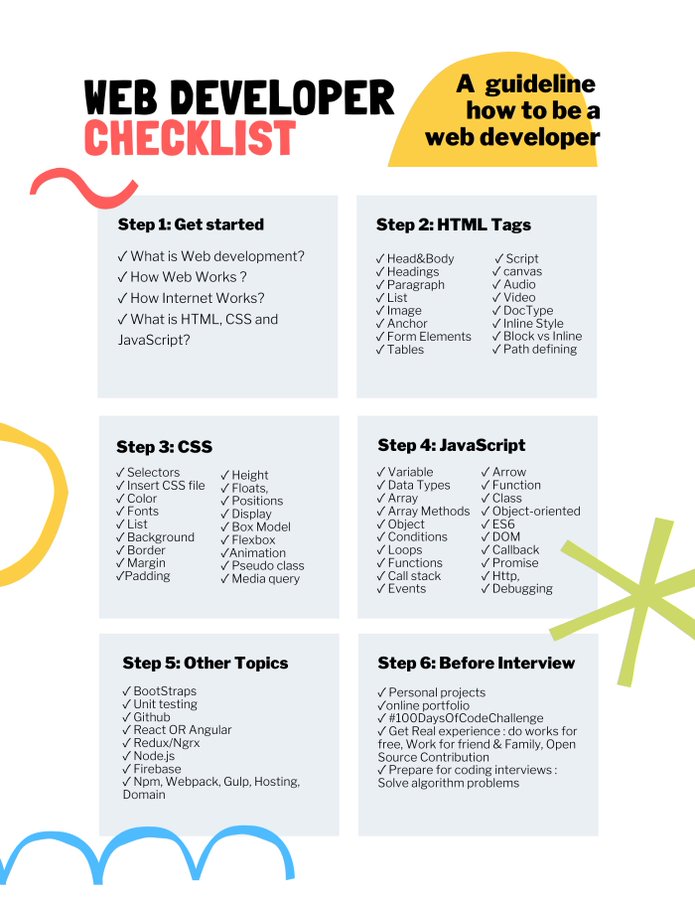 WEB DEVELOPER
CHECKLIST
A guideline
how to be a
web developer
Step 1: Get started
✓ What is Web development?
✓ How Web Works ?
✓ How Internet Works?
✓ What is HTML, CSS and
JavaScript?
Step 2: HTML Tags
✓ Head&Body
✓ Headings
✓ Paragraph
✓ List
✓ Image
✓ Anchor
✓ Form Elements
✓ Tables
✓ Script
✓ canvas
✓ Audio
✓ Video
✓ DocType
✓ Inline Style
✓ Block vs Inline
✓ Path defining
Step 3: CSS
✓ Selectors
✓ Insert CSS file
✓ Color
✓ Fonts
✓ List
✓ Background
✓ Border
✓ Margin
✓Padding
✓ Height
✓ Floats,
✓ Positions
✓ Display
✓ Box Model
✓ Flexbox
✓Animation
✓ Pseudo class
✓ Media query
Step 4: JavaScript
✓ Variable
✓ Data Types
✓ Array
✓ Array Methods
✓ Object
✓ Conditions
✓ Loops
✓ Functions
✓ Call stack
✓ Events
✓ Arrow
✓ Function
✓ Class
✓ Object-oriented
✓ ES6
✓ DOM
✓ Callback
✓ Promise
✓ Http,
✓ Debugging
Step 5: Other Topics
✓ BootStraps
✓ Unit testing
✓ Github
✓ React OR Angular
✓ Redux/Ngrx
✓ Node.js
✓ Firebase
✓ Npm, Webpack, Gulp, Hosting,
Domain
Step 6: Before Interview
✓ Personal projects
✓online portfolio
✓ #100DaysOfCodeChallenge
✓ Get Real experience : do works for
free, Work for friend & Family, Open
Source Contribution
✓ Prepare for coding interviews :
Solve algorithm problems